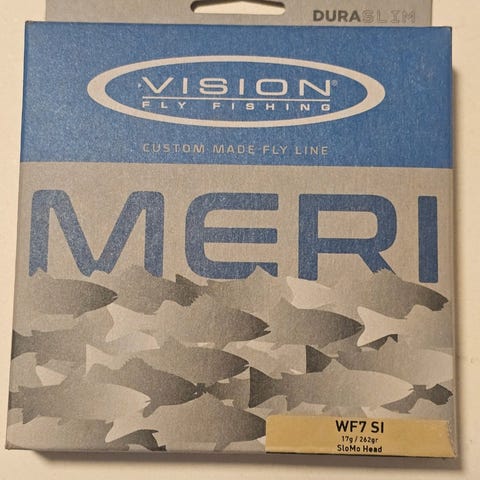 DURASLIM
VISION®
FLY FISHING
CUSTOM MADE FLY LINE
MERI
WF7 SI
17g / 262gr
SloMo Head